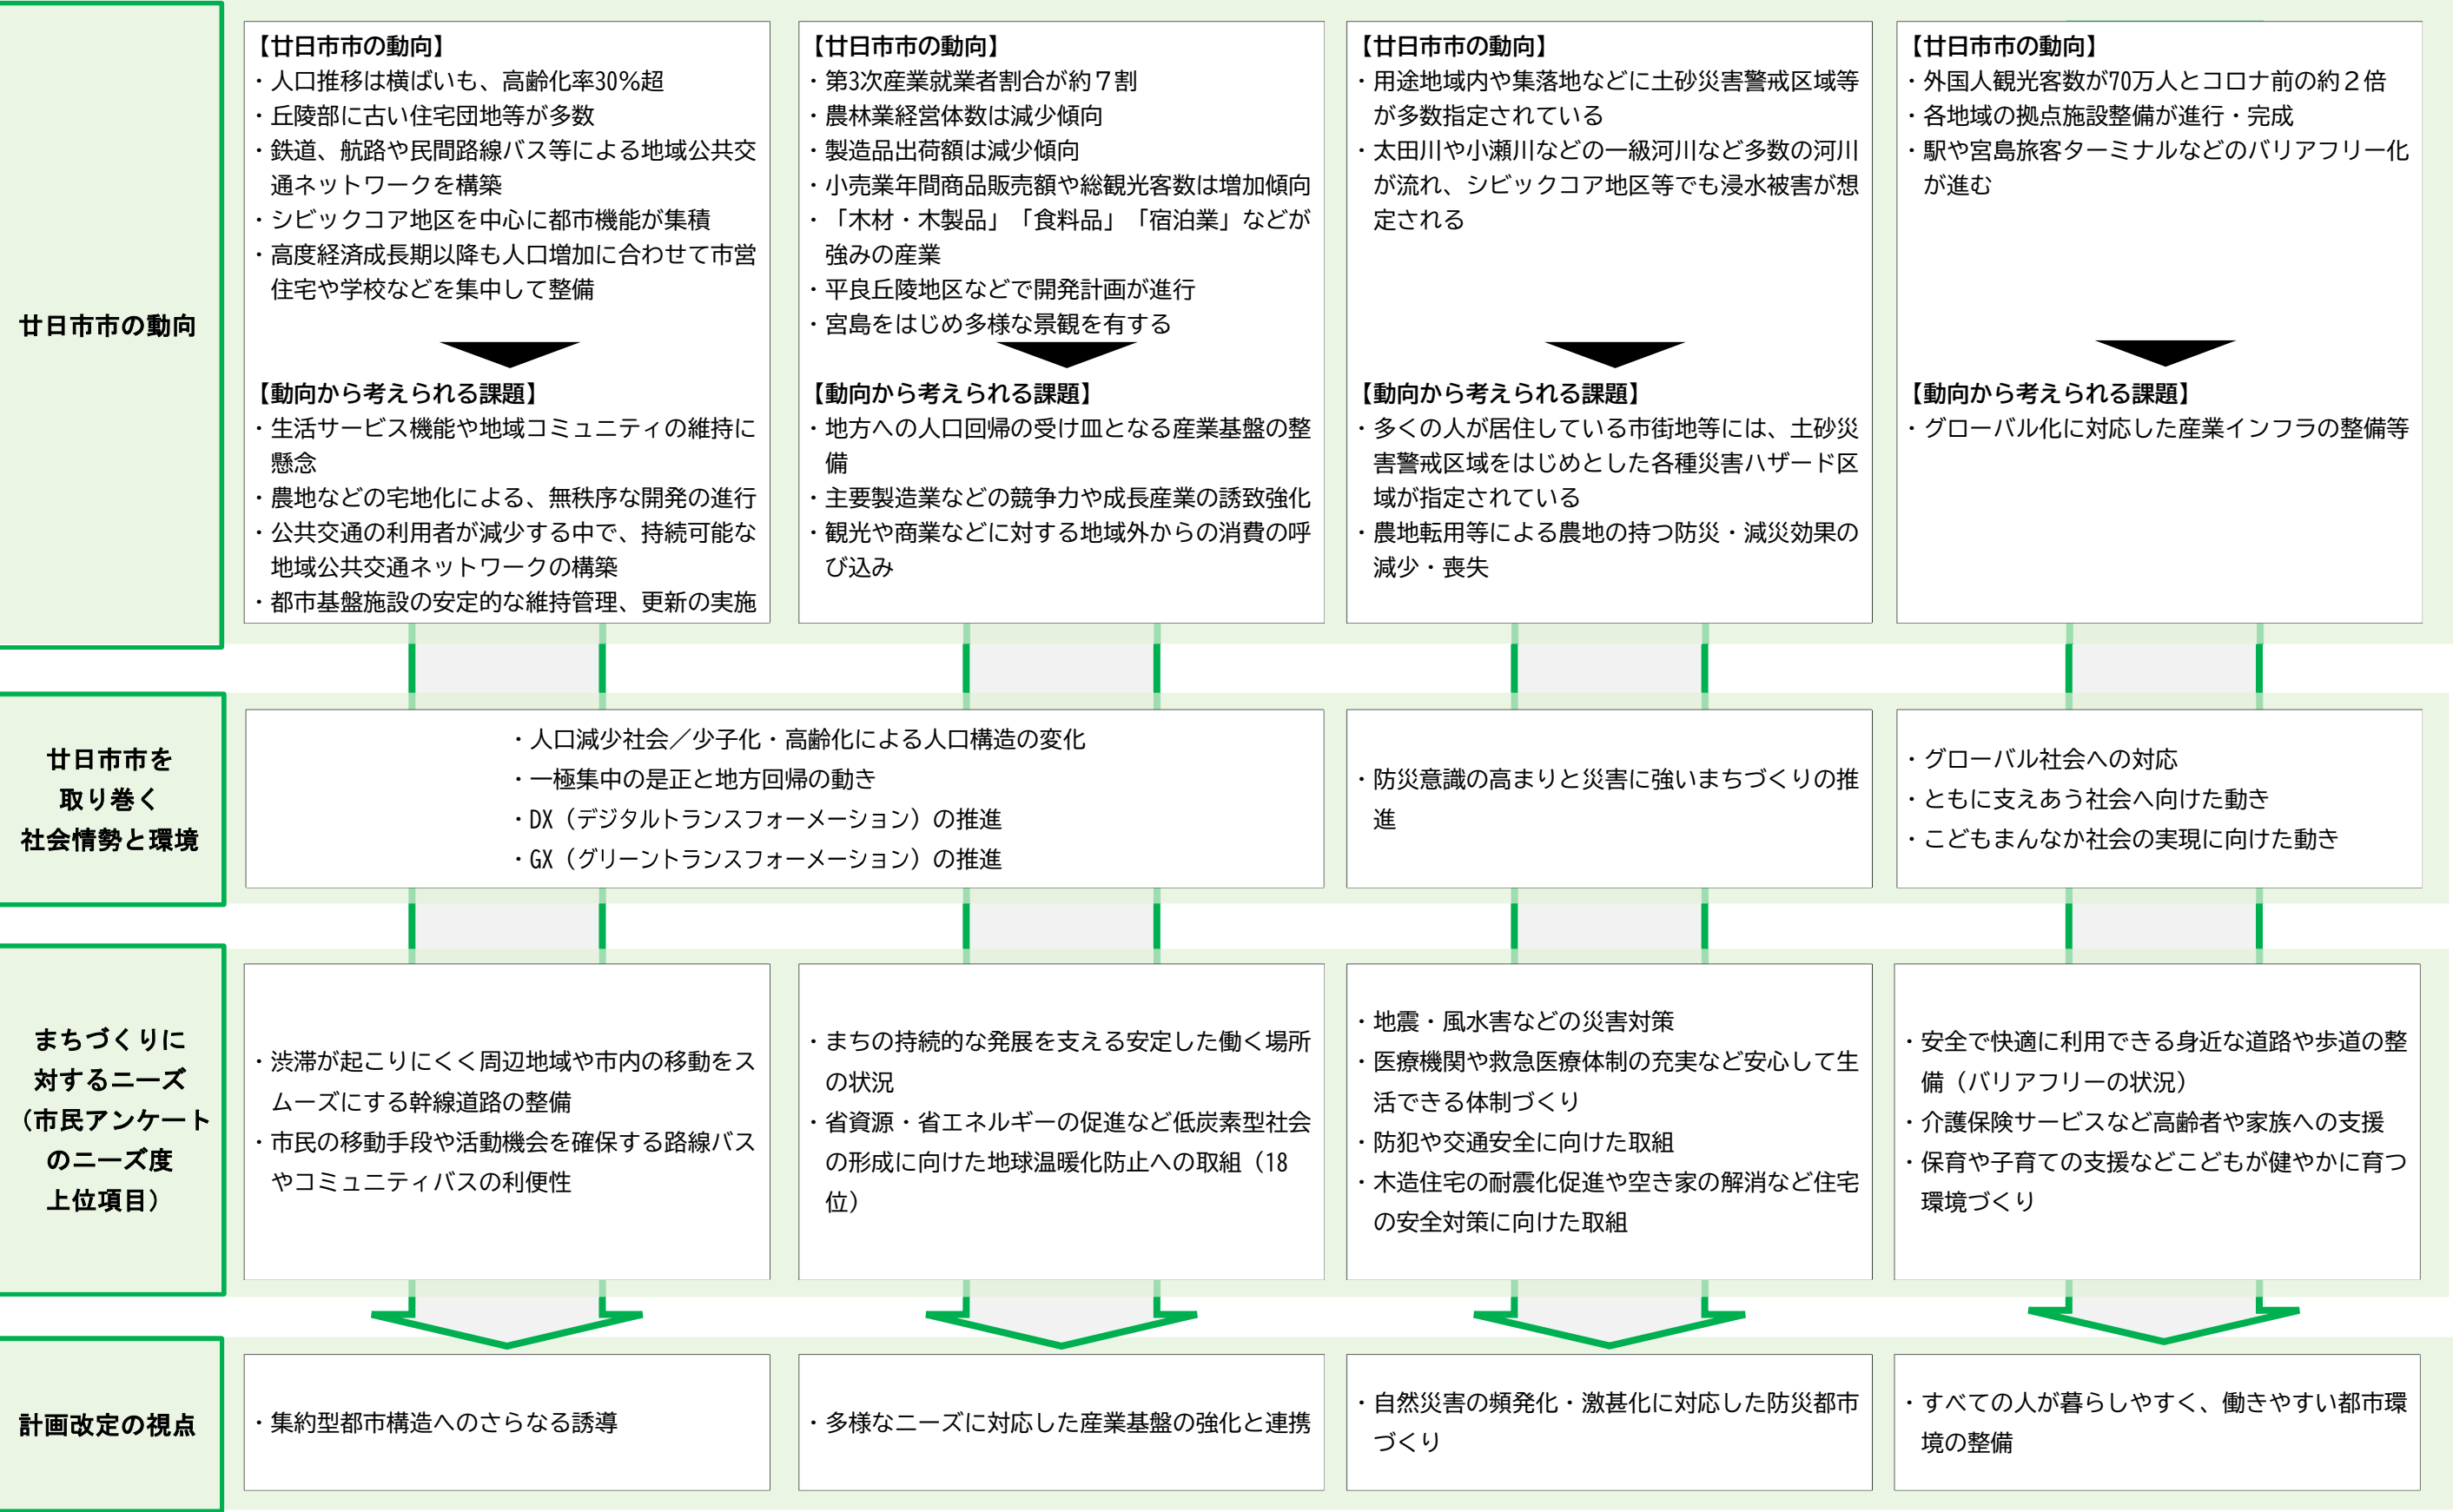 廿日市市の動向
【廿日市市の動向】
・人口推移は横ばいも、高齢化率30%超
・丘陵部に古い住宅団地等が多数
・鉄道、航路や民間路線バス等による地域公共交
通ネットワークを構築
・シビックコア地区を中心に都市機能が集積
・高度経済成長期以降も人口増加に合わせて市営
住宅や学校などを集中して整備
【動向から考えられる課題】
・生活サービス機能や地域コミュニティの維持に
懸念
・農地などの宅地化による、無秩序な開発の進行
・公共交通の利用者が減少する中で、持続可能な
地域公共交通ネットワークの構築
・都市基盤施設の安定的な維持管理、更新の実施
【廿日市市の動向】
・第3次産業就業者割合が約７割
・農林業経営体数は減少傾向
・製造品出荷額は減少傾向
・小売業年間商品販売額や総観光客数は増加傾向
・「木材・木製品」「食料品」「宿泊業」などが
強みの産業
・平良丘陵地区などで開発計画が進行
・宮島をはじめ多様な景観を有する
【動向から考えられる課題】
・地方への人口回帰の受け皿となる産業基盤の整
備
・主要製造業などの競争力や成長産業の誘致強化
・観光や商業などに対する地域外からの消費の呼
び込み
【廿日市市の動向】
・用途地域内や集落地などに土砂災害警戒区域等
が多数指定されている
・太田川や小瀬川などの一級河川など多数の河川
が流れ、シビックコア地区等でも浸水被害が想
定される
【動向から考えられる課題】
・多くの人が居住している市街地等には、土砂災
害警戒区域をはじめとした各種災害ハザード区
域が指定されている
・農地転用等による農地の持つ防災・減災効果の
減少・喪失
【廿日市市の動向】
・外国人観光客数が70万人とコロナ前の約２倍
・各地域の拠点施設整備が進行・完成
・駅や宮島旅客ターミナルなどのバリアフリー化
が進む
【動向から考えられる課題】
・グローバル化に対応した産業インフラの整備等
廿日市市を
取り巻く
社会情勢と環境
・人口減少社会／少子化・高齢化による人口構造の変化
・一極集中の是正と地方回帰の動き
・DX（デジタルトランスフォーメーション）の推進
・GX（グリーントランスフォーメーション）の推進
・防災意識の高まりと災害に強いまちづくりの推
進
・グローバル社会への対応
・ともに支えあう社会へ向けた動き
・こどもまんなか社会の実現に向けた動き
まちづくりに
対するニーズ
（市民アンケート
のニーズ度
上位項目）
・渋滞が起こりにくく周辺地域や市内の移動をス
ムーズにする幹線道路の整備
・市民の移動手段や活動機会を確保する路線バス
やコミュニティバスの利便性
・まちの持続的な発展を支える安定した働く場所
の状況
・省資源・省エネルギーの促進など低炭素型社会
の形成に向けた地球温暖化防止への取組（18
位）
・地震・風水害などの災害対策
・医療機関や救急医療体制の充実など安心して生
活できる体制づくり
・防犯や交通安全に向けた取組
・木造住宅の耐震化促進や空き家の解消など住宅
の安全対策に向けた取組
・安全で快適に利用できる身近な道路や歩道の整
備（バリアフリーの状況）
・介護保険サービスなど高齢者や家族への支援
・保育や子育ての支援などこどもが健やかに育つ
環境づくり
計画改定の視点
・集約型都市構造へのさらなる誘導
・多様なニーズに対応した産業基盤の強化と連携
・自然災害の頻発化・激甚化に対応した防災都市
づくり
・すべての人が暮らしやすく、働きやすい都市環
境の整備